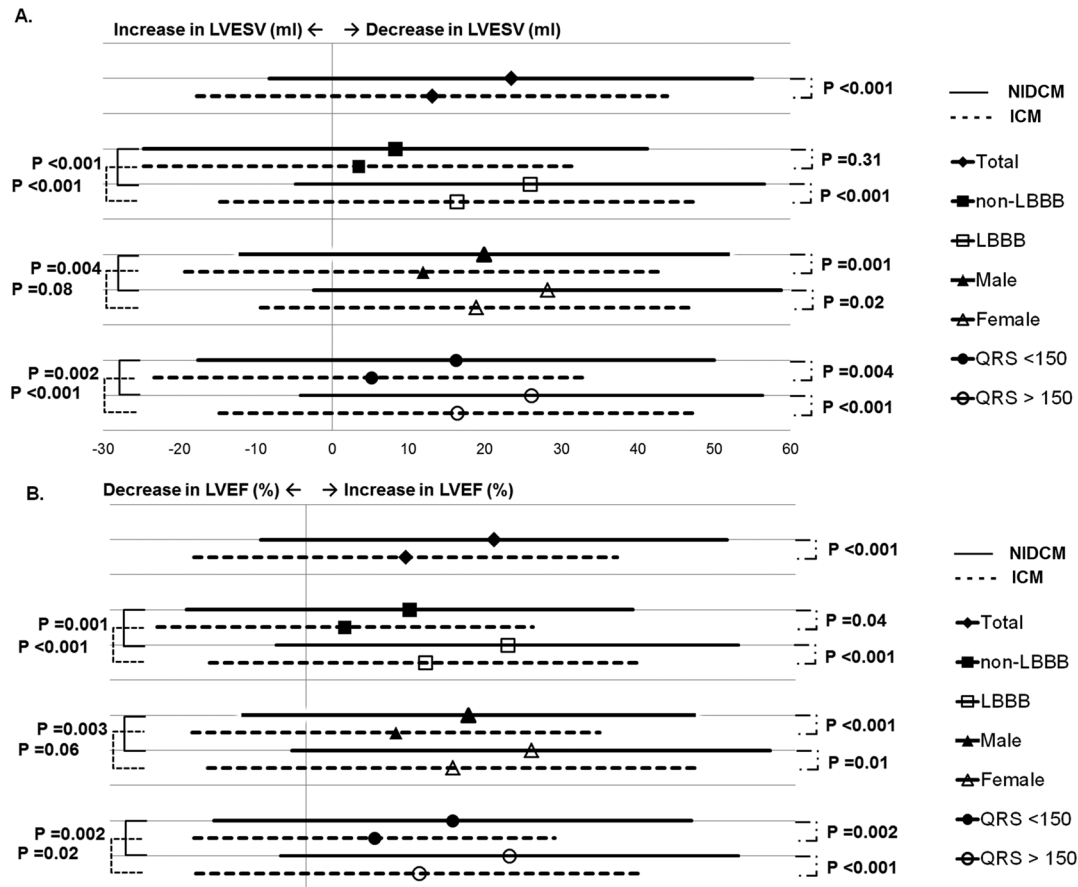 A.
Increase in LVESV (ml) ← → Decrease in LVESV (ml)
P <0.001
NIDCM
ICM
P <0.001
P <0.001
P =0.31
P <0.001
Total
non-LBBB
LBBB
P =0.004
P =0.08
P =0.001
P =0.02
Male
Female
P =0.002
P <0.001
P =0.004
P <0.001
QRS <150
QRS > 150
-30 -20 -10 0 10 20 30 40 50 60
B.
Decrease in LVEF (%) ← → Increase in LVEF (%)
P <0.001
NIDCM
ICM
P =0.001
P <0.001
P =0.04
P <0.001
Total
non-LBBB
LBBB
P =0.003
P =0.06
P <0.001
P =0.01
Male
Female
P =0.002
P =0.02
P =0.002
P <0.001
QRS <150
QRS > 150